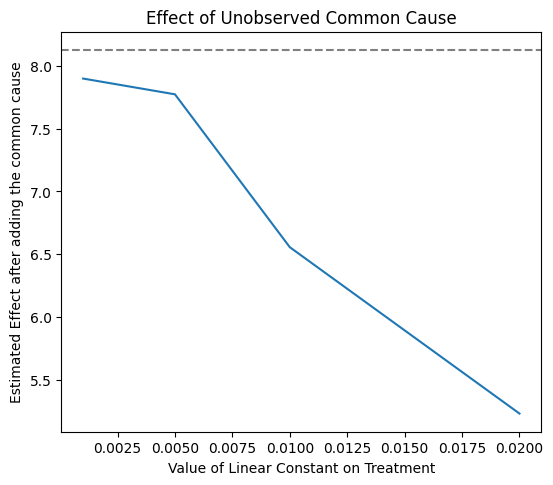 Effect of Unobserved Common Cause
Estimated Effect after adding the common cause
8.0
7.5
7.0
6.5
6.0
5.5
0.0025 0.0050 0.0075 0.0100 0.0125 0.0150 0.0175 0.0200
Value of Linear Constant on Treatment